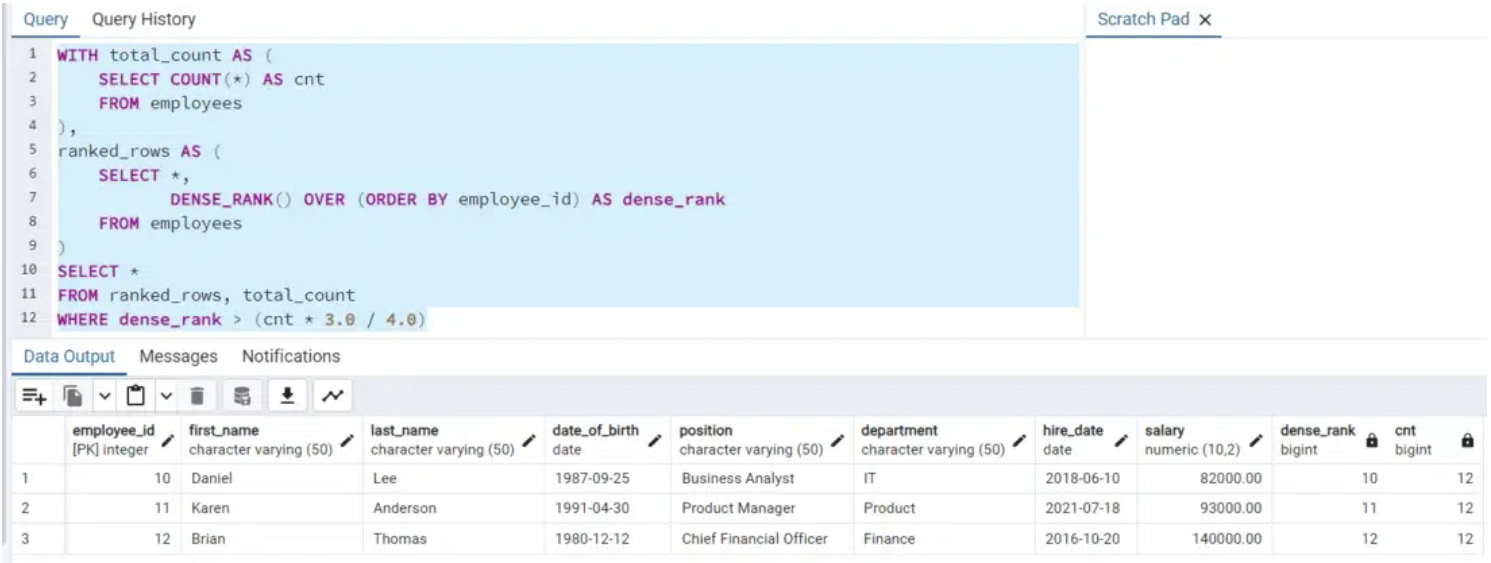 Query Query History Scratch Pad ×
1 WITH total_count AS (
2 SELECT COUNT(*) AS cnt
3 FROM employees
4 ),
5 ranked_rows AS (
6 SELECT *,
7 DENSE_RANK() OVER (ORDER BY employee_id) AS dense_rank
8 FROM employees
9 )
10 SELECT *
11 FROM ranked_rows, total_count
12 WHERE dense_rank > (cnt * 3.0 / 4.0)
Data Output Messages Notifications
employee_id first_name last_name date_of_birth position department hire_date salary dense_rank cnt
[PK] integer character varying (50) character varying (50) date character varying (50) character varying (50) date numeric (10,2) bigint bigint
1 10 Daniel Lee 1987-09-25 Business Analyst IT 2018-06-10 82000.00 10 12
2 11 Karen Anderson 1991-04-30 Product Manager Product 2021-07-18 93000.00 11 12
3 12 Brian Thomas 1980-12-12 Chief Financial Officer Finance 2016-10-20 140000.00 12 12